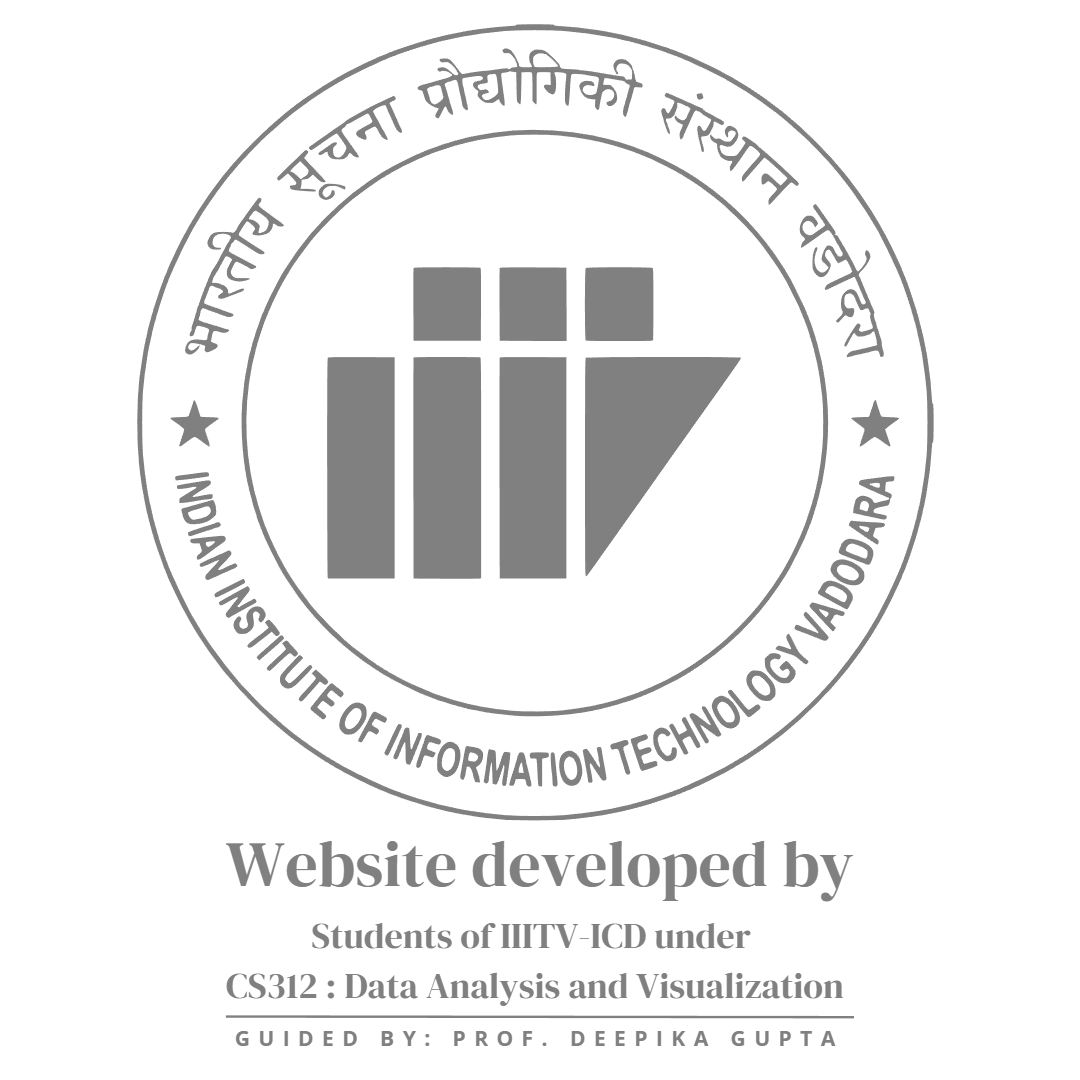 भारतीय सूचना प्रौद्योगिकी संस्थान वडोदरा
INDIAN INSTITUTE OF INFORMATION TECHNOLOGY VADODARA
Website developed by
Students of IIITV-ICD under
CS312 : Data Analysis and Visualization
GUIDED BY: PROF. DEEPIKA GUPTA